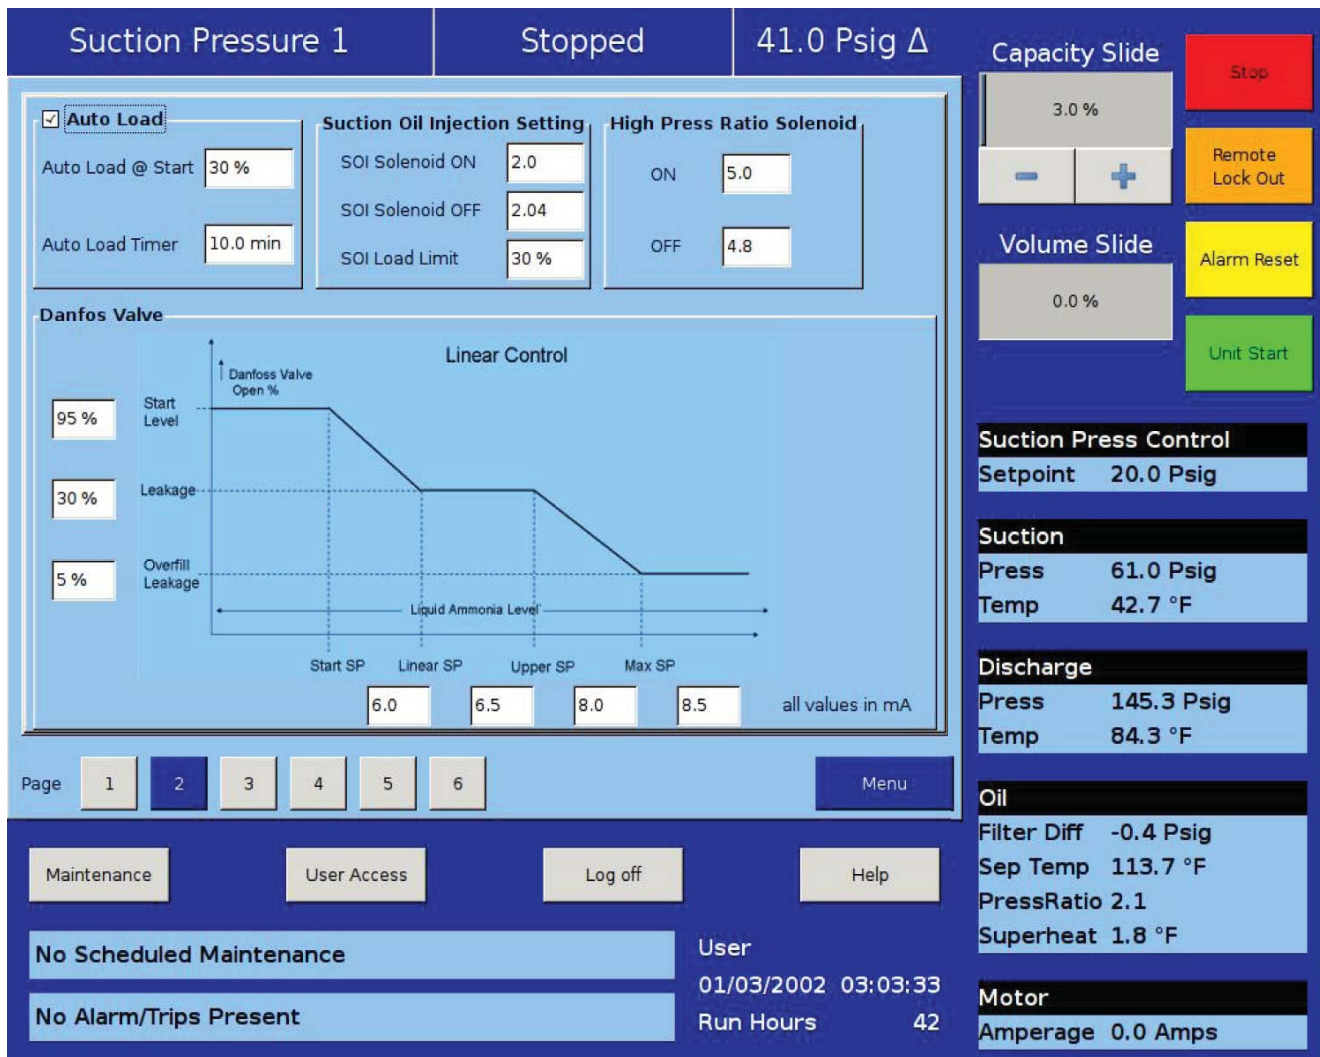 Suction Pressure 1
Stopped
41.0 Psig Δ
Auto Load
Auto Load @ Start 30 %
Auto Load Timer 10.0 min
Suction Oil Injection Setting
SOI Solenoid ON 2.0
SOI Solenoid OFF 2.04
SOI Load Limit 30 %
High Press Ratio Solenoid
ON 5.0
OFF 4.8
Danfos Valve
Linear Control
Danfoss Valve
Open %
95 %
Start
Level
30 %
Leakage
5 %
Overfill
Leakage
Liquid Ammonia Level
Start SP Linear SP Upper SP Max SP
6.0 6.5 8.0 8.5 all values in mA
Page 1 2 3 4 5 6 Menu
Maintenance User Access Log off Help
No Scheduled Maintenance
No Alarm/Trips Present
User
01/03/2002 03:03:33
Run Hours 42
Capacity Slide
3.0 %
Volume Slide
0.0 %
Stop
Remote
Lock Out
Alarm Reset
Unit Start
Suction Press Control
Setpoint 20.0 Psig
Suction
Press 61.0 Psig
Temp 42.7 °F
Discharge
Press 145.3 Psig
Temp 84.3 °F
Oil
Filter Diff -0.4 Psig
Sep Temp 113.7 °F
PressRatio 2.1
Superheat 1.8 °F
Motor
Amperage 0.0 Amps